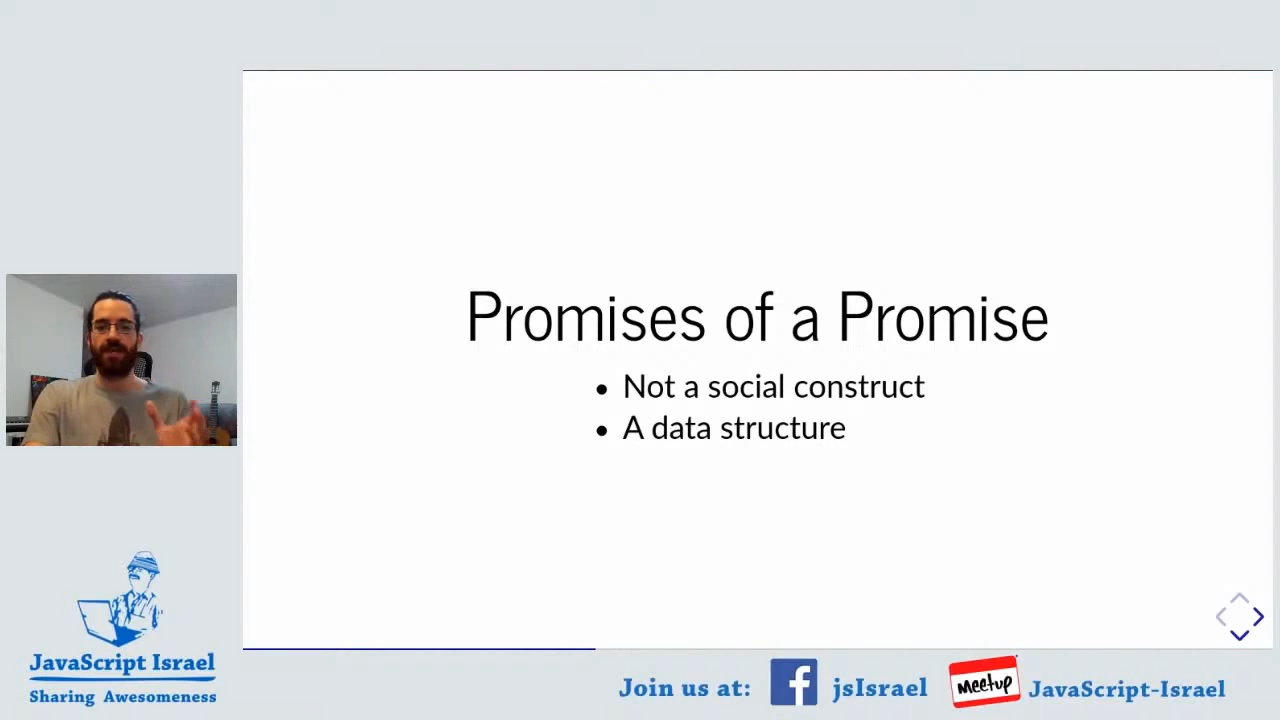 Promises of a Promise
• Not a social construct
• A data structure
JavaScript Israel
Sharing Awesomeness
Join us at:
jsIsrael
Meetup
JavaScript-Israel